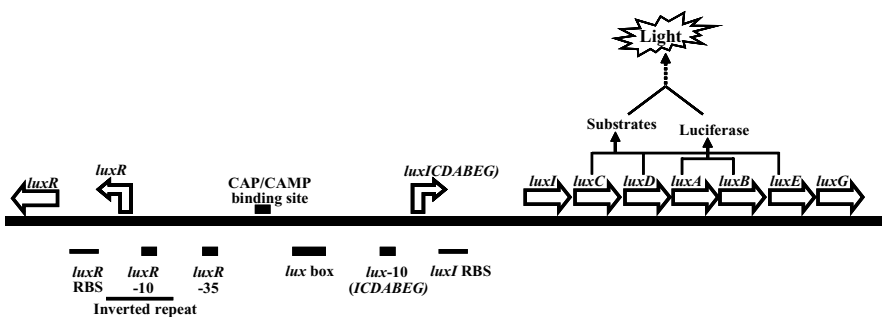 Light
Substrates
Luciferase
luxR
luxR
CAP/CAMP
binding site
luxICDABEG)
luxI
luxC
luxD
luxA
luxB
luxE
luxG
luxR
RBS
luxR
-10
luxR
-35
lux box
lux-10
(ICDABEG)
luxI RBS
Inverted repeat